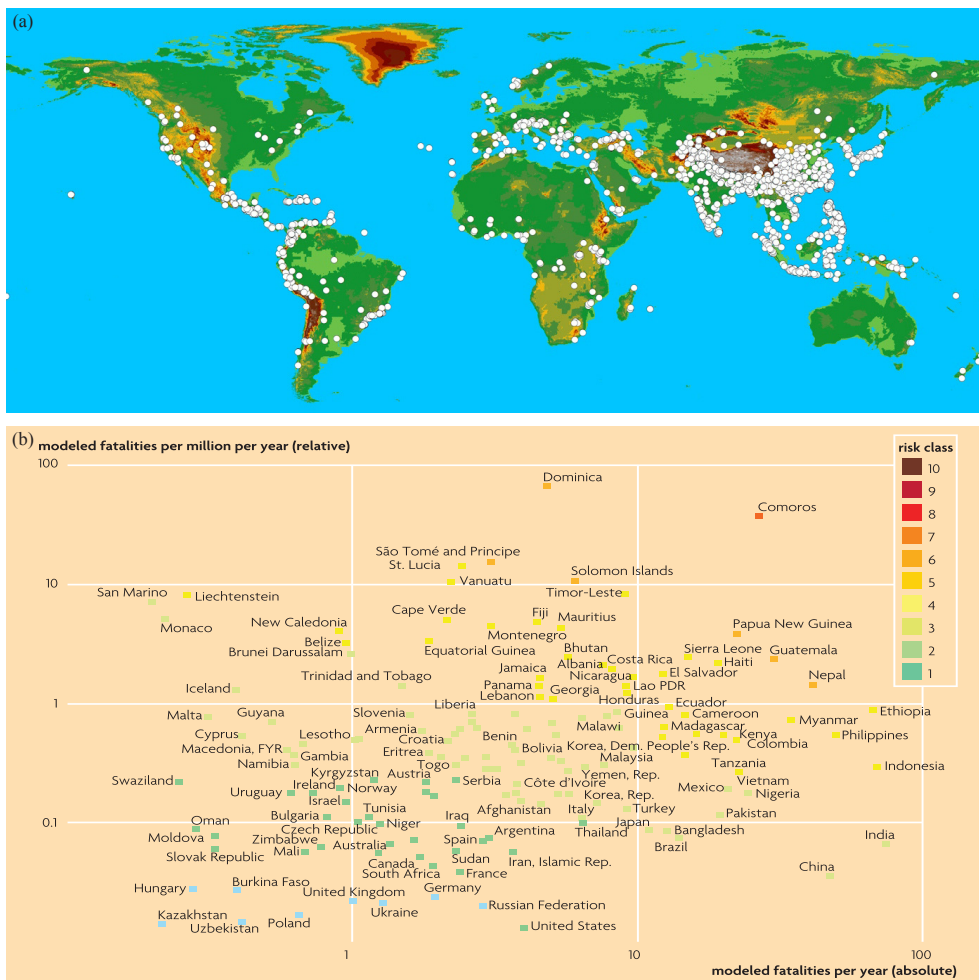 (a)
(b)
modeled fatalities per million per year (relative)
risk class
100
10
9
8
7
6
5
4
3
2
1
Dominica
Comoros
São Tomé and Principe
St. Lucia
Vanuatu
Solomon Islands
10
San Marino
Liechtenstein
Timor-Leste
Monaco
New Caledonia
Cape Verde
Fiji
Mauritius
Papua New Guinea
Belize
Montenegro
Brunei Darussalam
Equatorial Guinea
Bhutan
Sierra Leone
Guatemala
Albania
Costa Rica
Haiti
Trinidad and Tobago
Jamaica
Nicaragua
El Salvador
Nepal
Iceland
Panama
Georgia
Lao PDR
Lebanon
Honduras
1
Malta
Guyana
Slovenia
Liberia
Guinea
Ecuador
Cameroon
Ethiopia
Cyprus
Lesotho
Armenia
Benin
Malawi
Madagascar
Myanmar
Macedonia, FYR
Croatia
Kenya
Philippines
Gambia
Eritrea
Bolivia
Korea, Dem. People's Rep.
Colombia
Namibia
Togo
Malaysia
Tanzania
Indonesia
Swaziland
Kyrgyzstan
Austria
Serbia
Yemen, Rep.
Vietnam
Uruguay
Ireland
Norway
Côte d'Ivoire
Korea, Rep.
Mexico
Nigeria
Israel
Afghanistan
Italy
Turkey
Pakistan
0.1
Oman
Bulgaria
Tunisia
Iraq
Thailand
Japan
Bangladesh
Moldova
Czech Republic
Niger
Spain
Argentina
Brazil
India
Zimbabwe
Slovak Republic
Mali
Australia
Canada
Sudan
Iran, Islamic Rep.
China
South Africa
France
Hungary
Burkina Faso
United Kingdom
Germany
Kazakhstan
Uzbekistan
Poland
Ukraine
Russian Federation
United States
1
10
100
modeled fatalities per year (absolute)